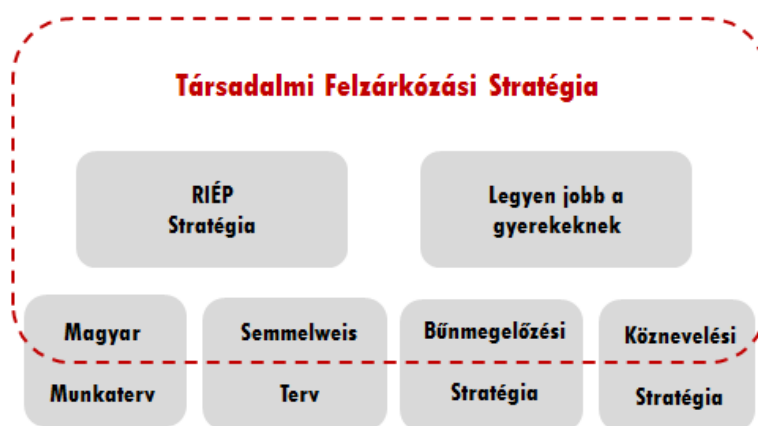 Társadalmi Felzárkózási Stratégia
RIÉP
Stratégia
Legyen jobb a
gyerekeknek
Magyar
Munkaterv
Semmelweis
Terv
Bűnmegelőzési
Stratégia
Köznevelési
Stratégia